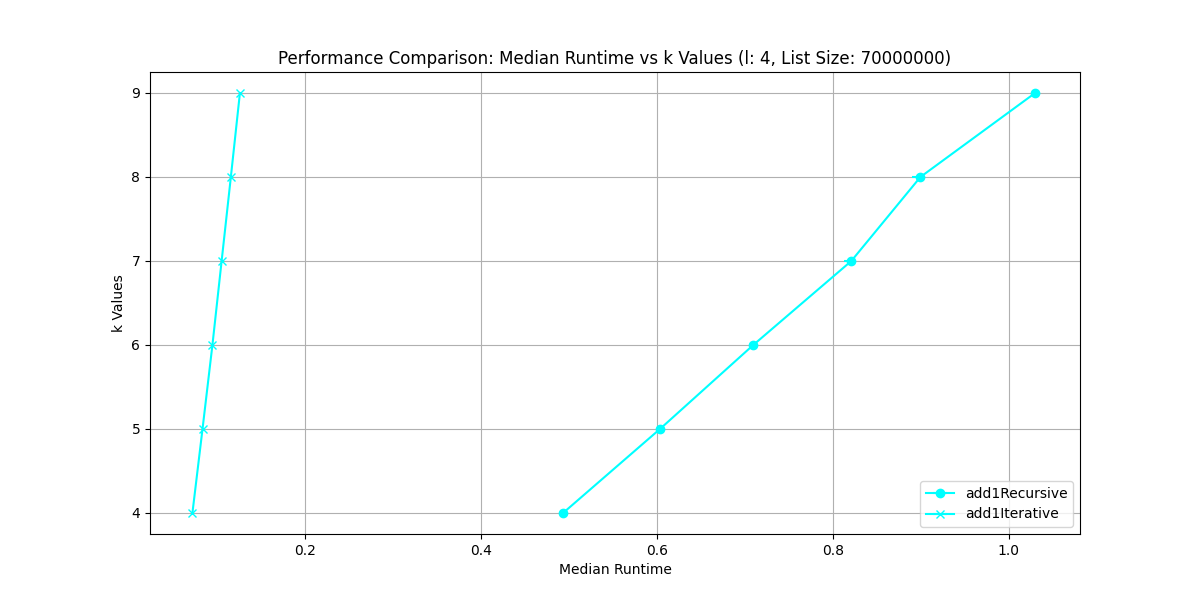 Performance Comparison: Median Runtime vs k Values (l: 4, List Size: 70000000)
9
8
7
6
5
4
k Values
0.2
0.4
0.6
0.8
1.0
Median Runtime
add1Recursive
add1Iterative